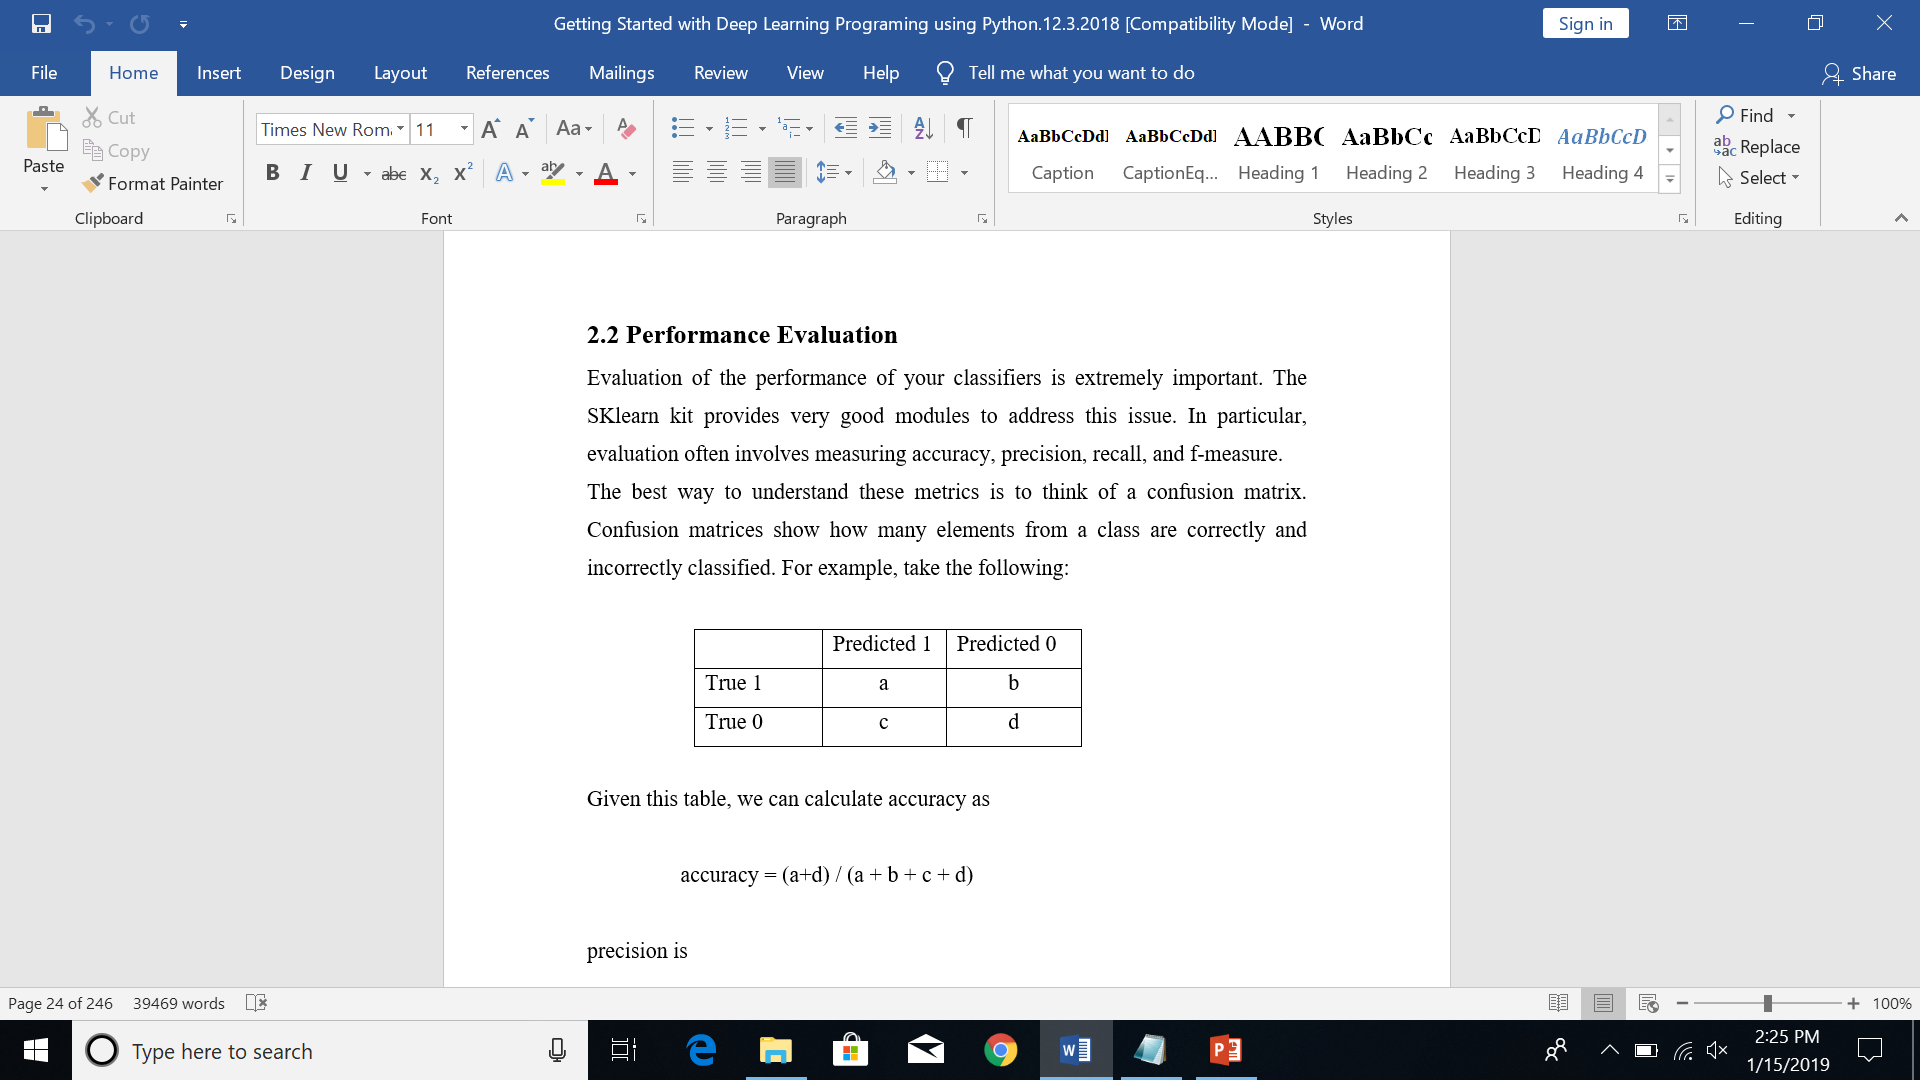 Getting Started with Deep Learning Programing using Python.12.3.2018 [Compatibility Mode] - Word
Sign in
File Home Insert Design Layout References Mailings Review View Help Tell me what you want to do Share
Paste
Cut
Copy
Format Painter
Clipboard
Times New Rom 11
Aa
B I U abc X2 X2 A ab A
Font
Paragraph
AaBbCcDdI AaBbCcDdI AABBC AaBbCc AaBbCcD AaBbCcD
Caption CaptionEq... Heading 1 Heading 2 Heading 3 Heading 4
Styles
Find
Replace
Select
Editing
2.2 Performance Evaluation
Evaluation of the performance of your classifiers is extremely important. The
SKlearn kit provides very good modules to address this issue. In particular,
evaluation often involves measuring accuracy, precision, recall, and f-measure.
The best way to understand these metrics is to think of a confusion matrix.
Confusion matrices show how many elements from a class are correctly and
incorrectly classified. For example, take the following:
Predicted 1 Predicted 0
True 1 a b
True 0 c d
Given this table, we can calculate accuracy as
accuracy = (a+d) / (a + b + c + d)
precision is
Page 24 of 246 39469 words
100%
Type here to search
2:25 PM
1/15/2019